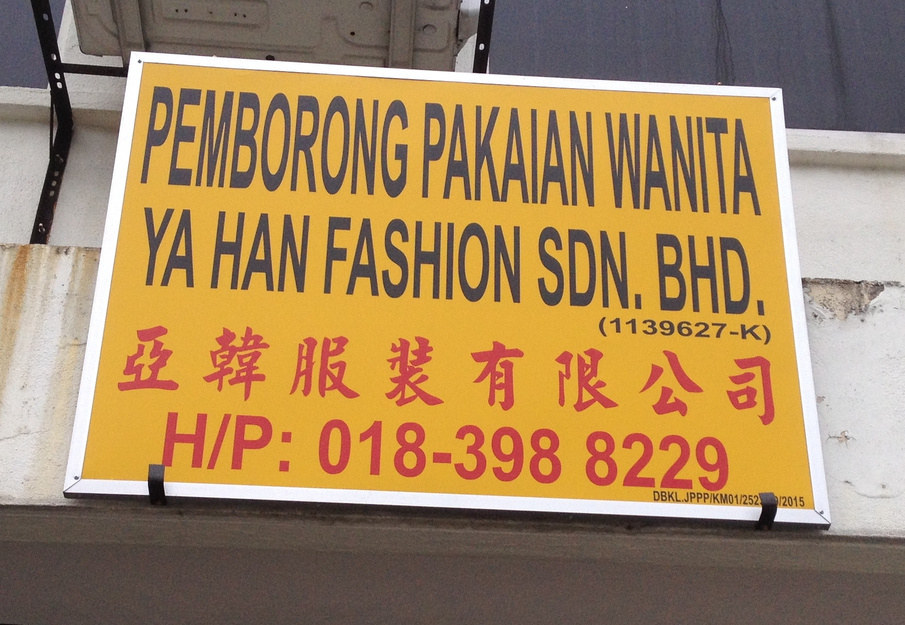 PEMBORONG PAKAIAN WANITA
YA HAN FASHION SDN. BHD.
(1139627-K)
亞韓服裝有限公司
H/P: 018-398 8229